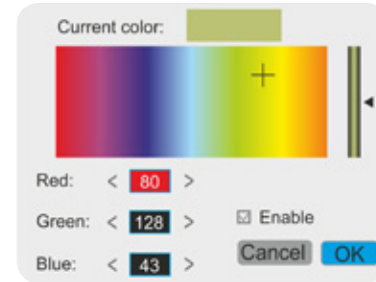 Current color:
Red: < 80 >
Green: < 128 > Enable
Blue: < 43 > Cancel OK